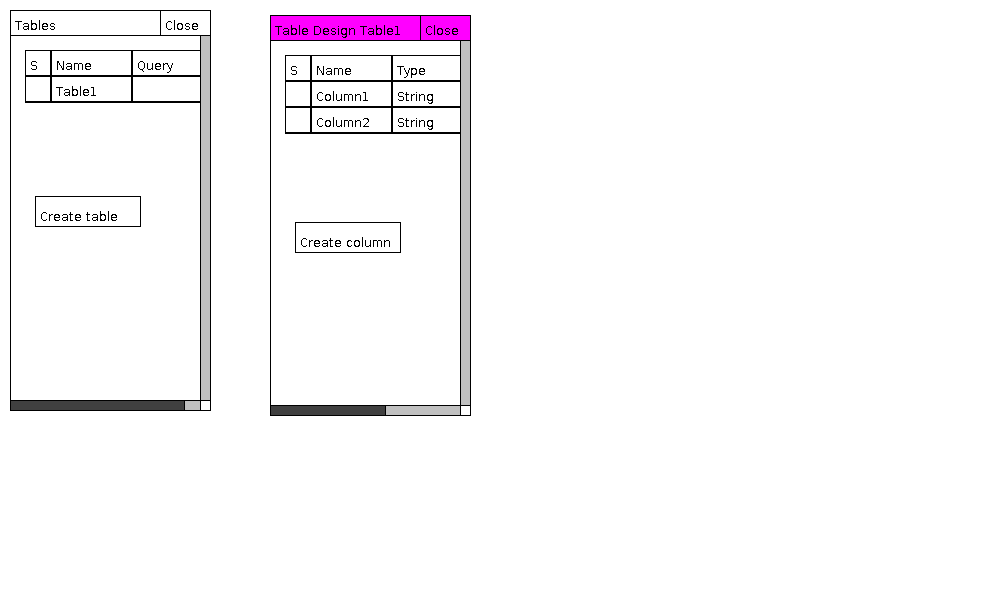 Tables Close
S Name Query
Table1
Create table
Table Design Table1 Close
S Name Type
Column1 String
Column2 String
Create column